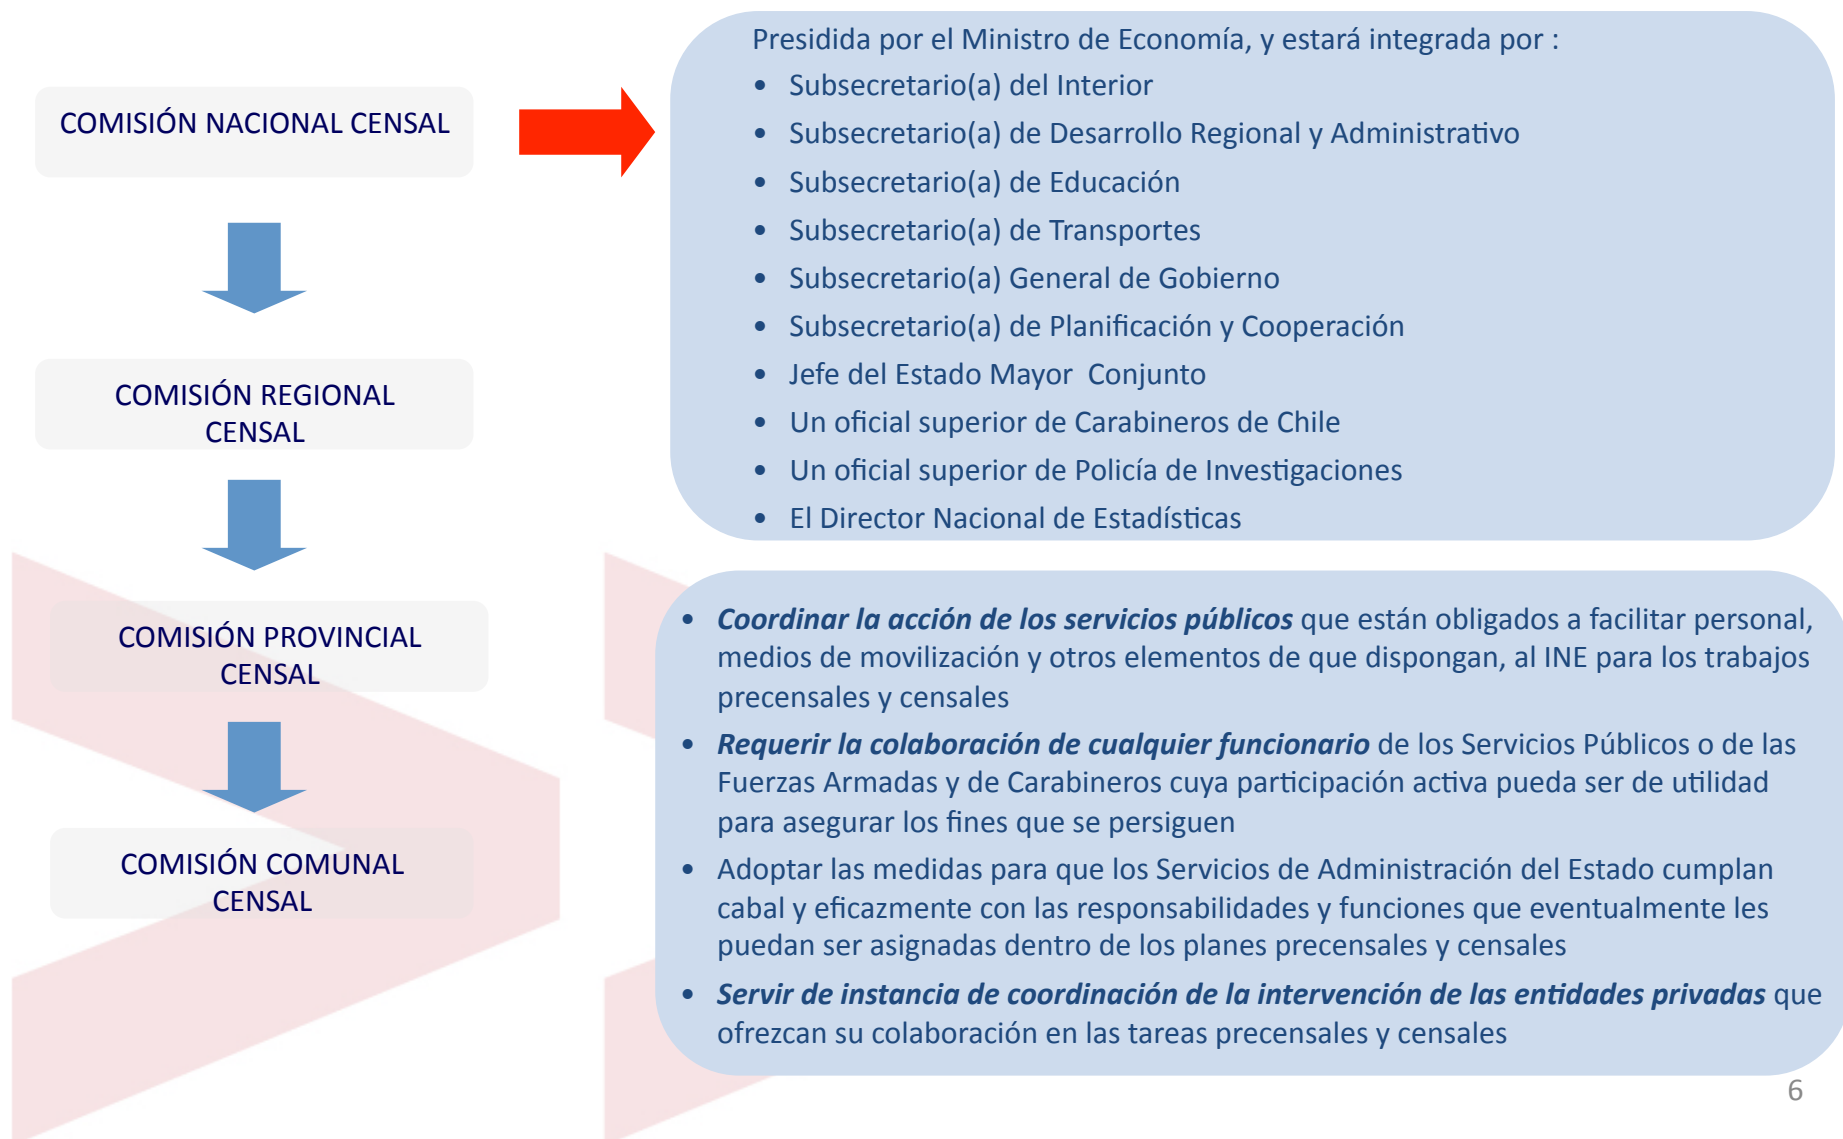 COMISIÓN NACIONAL CENSAL
COMISIÓN REGIONAL
CENSAL
COMISIÓN PROVINCIAL
CENSAL
COMISIÓN COMUNAL
CENSAL
Presidida por el Ministro de Economía, y estará integrada por :
• Subsecretario(a) del Interior
• Subsecretario(a) de Desarrollo Regional y Administrativo
• Subsecretario(a) de Educación
• Subsecretario(a) de Transportes
• Subsecretario(a) General de Gobierno
• Subsecretario(a) de Planificación y Cooperación
• Jefe del Estado Mayor  Conjunto
• Un oficial superior de Carabineros de Chile
• Un oficial superior de Policía de Investigaciones
• El Director Nacional de Estadísticas
• Coordinar la acción de los servicios públicos que están obligados a facilitar personal,
medios de movilización y otros elementos de que dispongan, al INE para los trabajos
precensales y censales
• Requerir la colaboración de cualquier funcionario de los Servicios Públicos o de las
Fuerzas Armadas y de Carabineros cuya participación activa pueda ser de utilidad
para asegurar los fines que se persiguen
• Adoptar las medidas para que los Servicios de Administración del Estado cumplan
cabal y eficazmente con las responsabilidades y funciones que eventualmente les
puedan ser asignadas dentro de los planes precensales y censales
• Servir de instancia de coordinación de la intervención de las entidades privadas que
ofrezcan su colaboración en las tareas precensales y censales
6